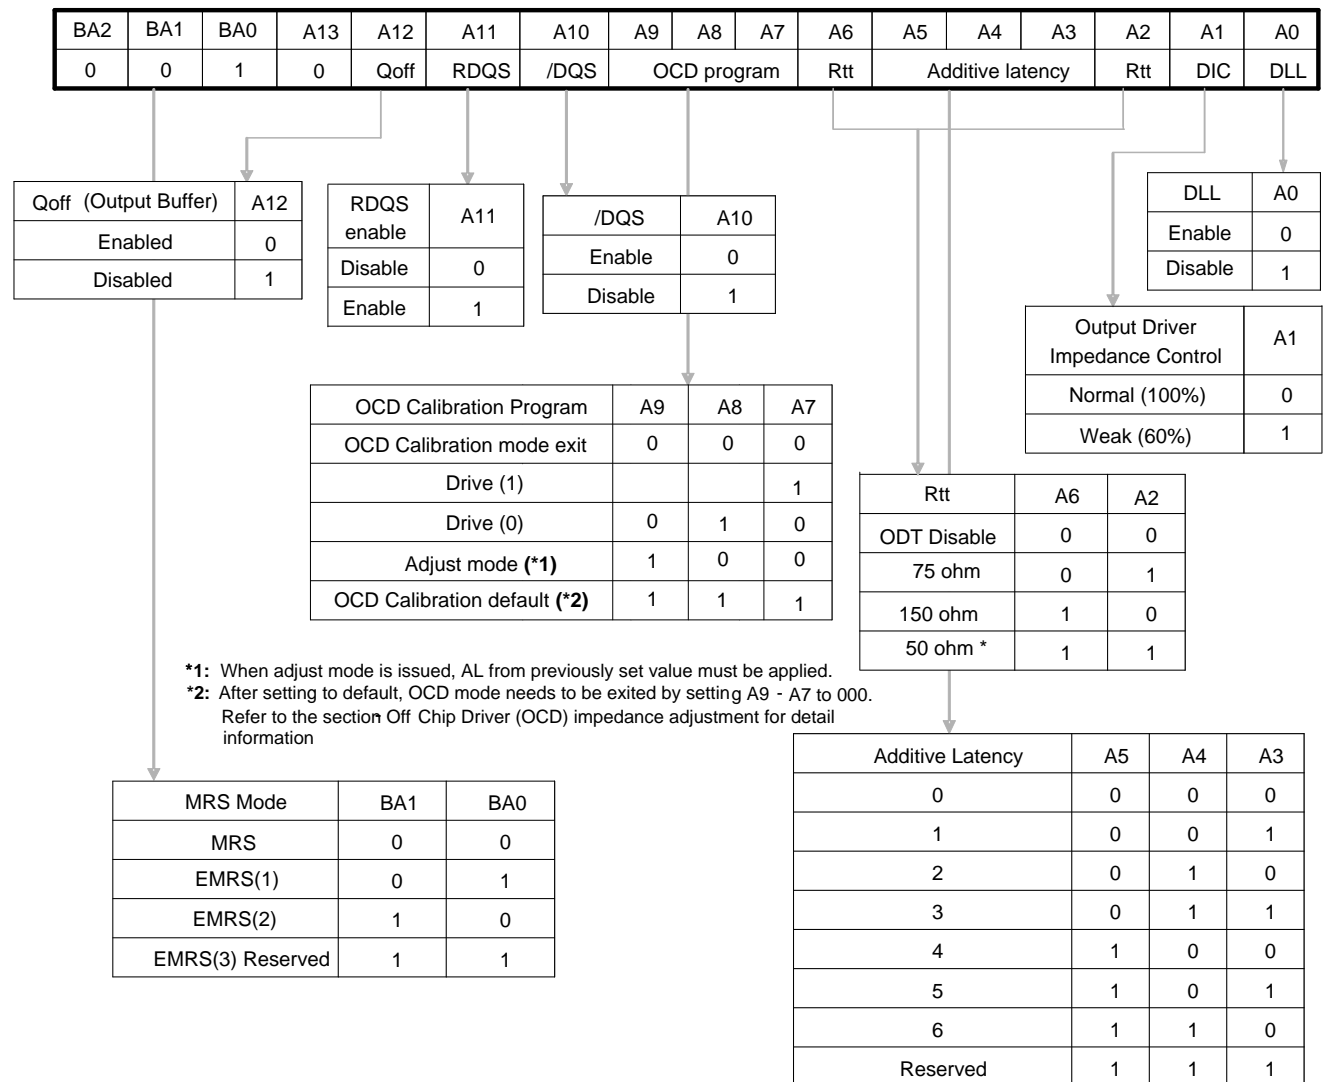 BA2 BA1 BA0 A13 A12 A11 A10 A9 A8 A7 A6 A5 A4 A3 A2 A1 A0
0 0 1 0 Qoff RDQS /DQS OCD program Rtt Additive latency Rtt DIC DLL
Qoff (Output Buffer) A12
Enabled 0
Disabled 1
RDQS enable A11
Disable 0
Enable 1
/DQS A10
Enable 0
Disable 1
DLL A0
Enable 0
Disable 1
Output Driver
Impedance Control A1
Normal (100%) 0
Weak (60%) 1
OCD Calibration Program A9 A8 A7
OCD Calibration mode exit 0 0 0
Drive (1) 1
Drive (0) 0 1 0
Adjust mode (*1) 1 0 0
OCD Calibration default (*2) 1 1 1
Rtt A6 A2
ODT Disable 0 0
75 ohm 0 1
150 ohm 1 0
50 ohm * 1 1
*1: When adjust mode is issued, AL from previously set value must be applied.
*2: After setting to default, OCD mode needs to be exited by setting A9 - A7 to 000.
Refer to the section Off Chip Driver (OCD) impedance adjustment for detail
information
MRS Mode BA1 BA0
MRS 0 0
EMRS(1) 0 1
EMRS(2) 1 0
EMRS(3) Reserved 1 1
Additive Latency A5 A4 A3
0 0 0 0
1 0 0 1
2 0 1 0
3 0 1 1
4 1 0 0
5 1 0 1
6 1 1 0
Reserved 1 1 1